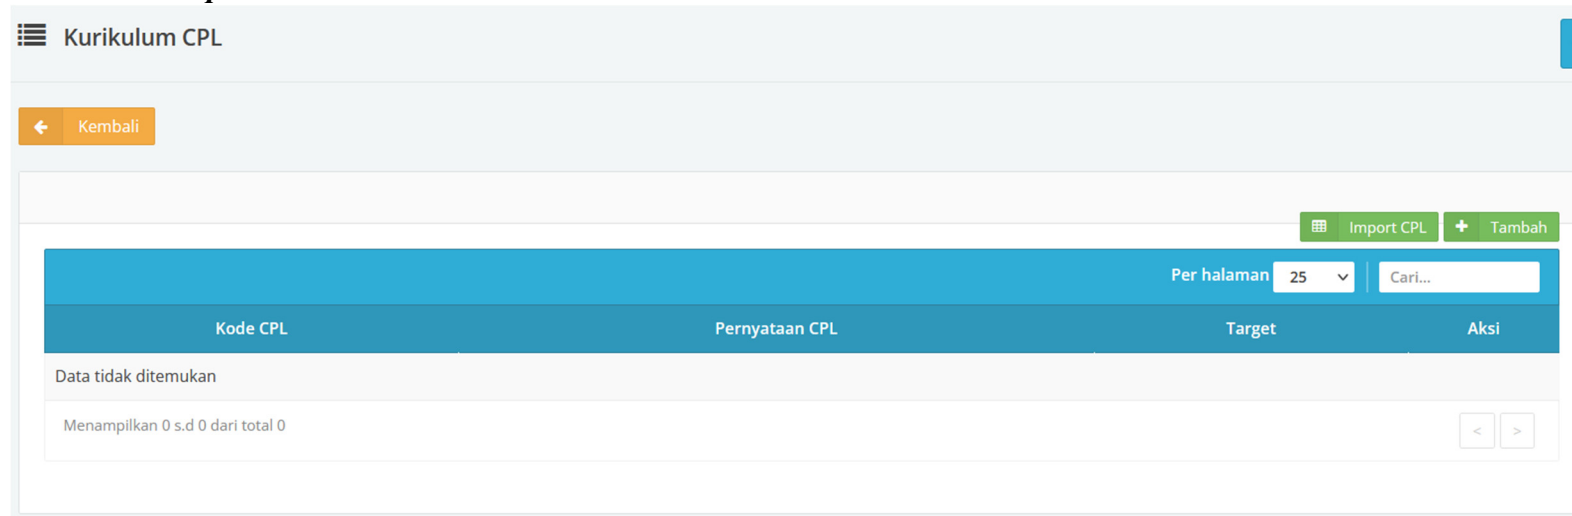 Kurikulum CPL
Kembali
Import CPL Tambah
Per halaman 25 Cari...
Kode CPL Pernyataan CPL Target Aksi
Data tidak ditemukan
Menampilkan 0 s.d 0 dari total 0
< >